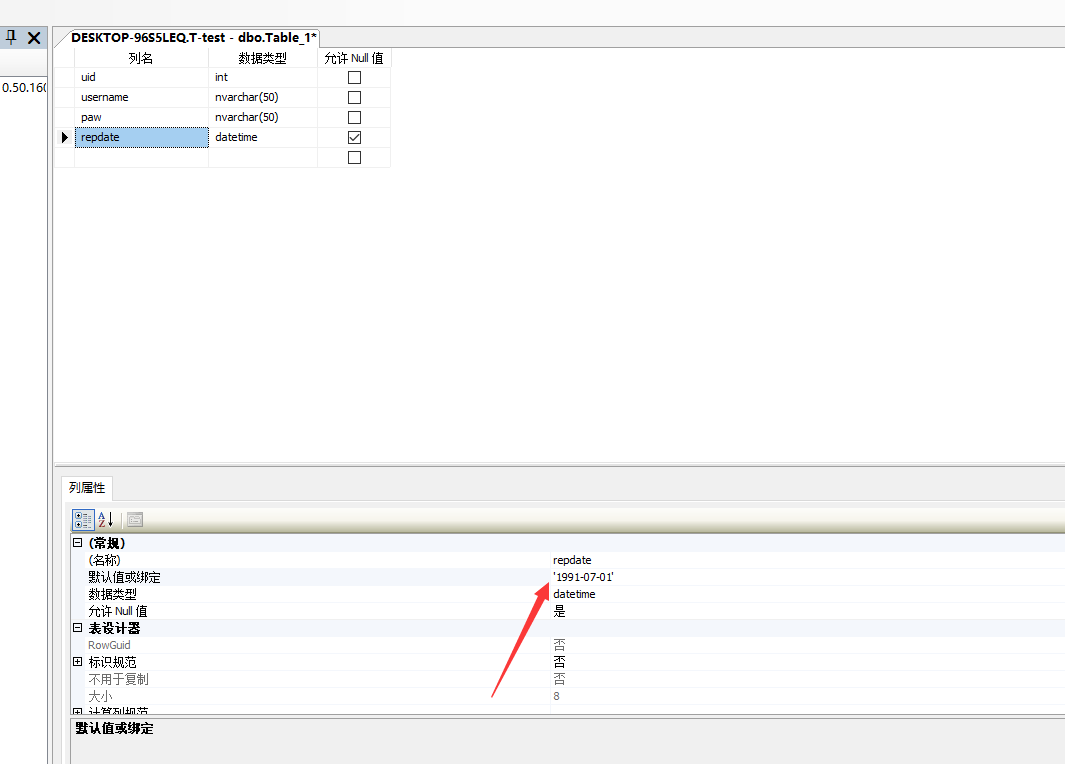 DESKTOP-96S5LEQ.T-test - dbo.Table_1*
列名 数据类型 允许 Null 值
0.50.160
uid int
username nvarchar(50)
paw nvarchar(50)
repdate datetime
列属性
(常规)
(名称) repdate
默认值或绑定 '1991-07-01'
数据类型 datetime
允许 Null 值 是
表设计器
RowGuid 否
标识规范 否
不用于复制 否
大小 8
计算列规范
默认值或绑定